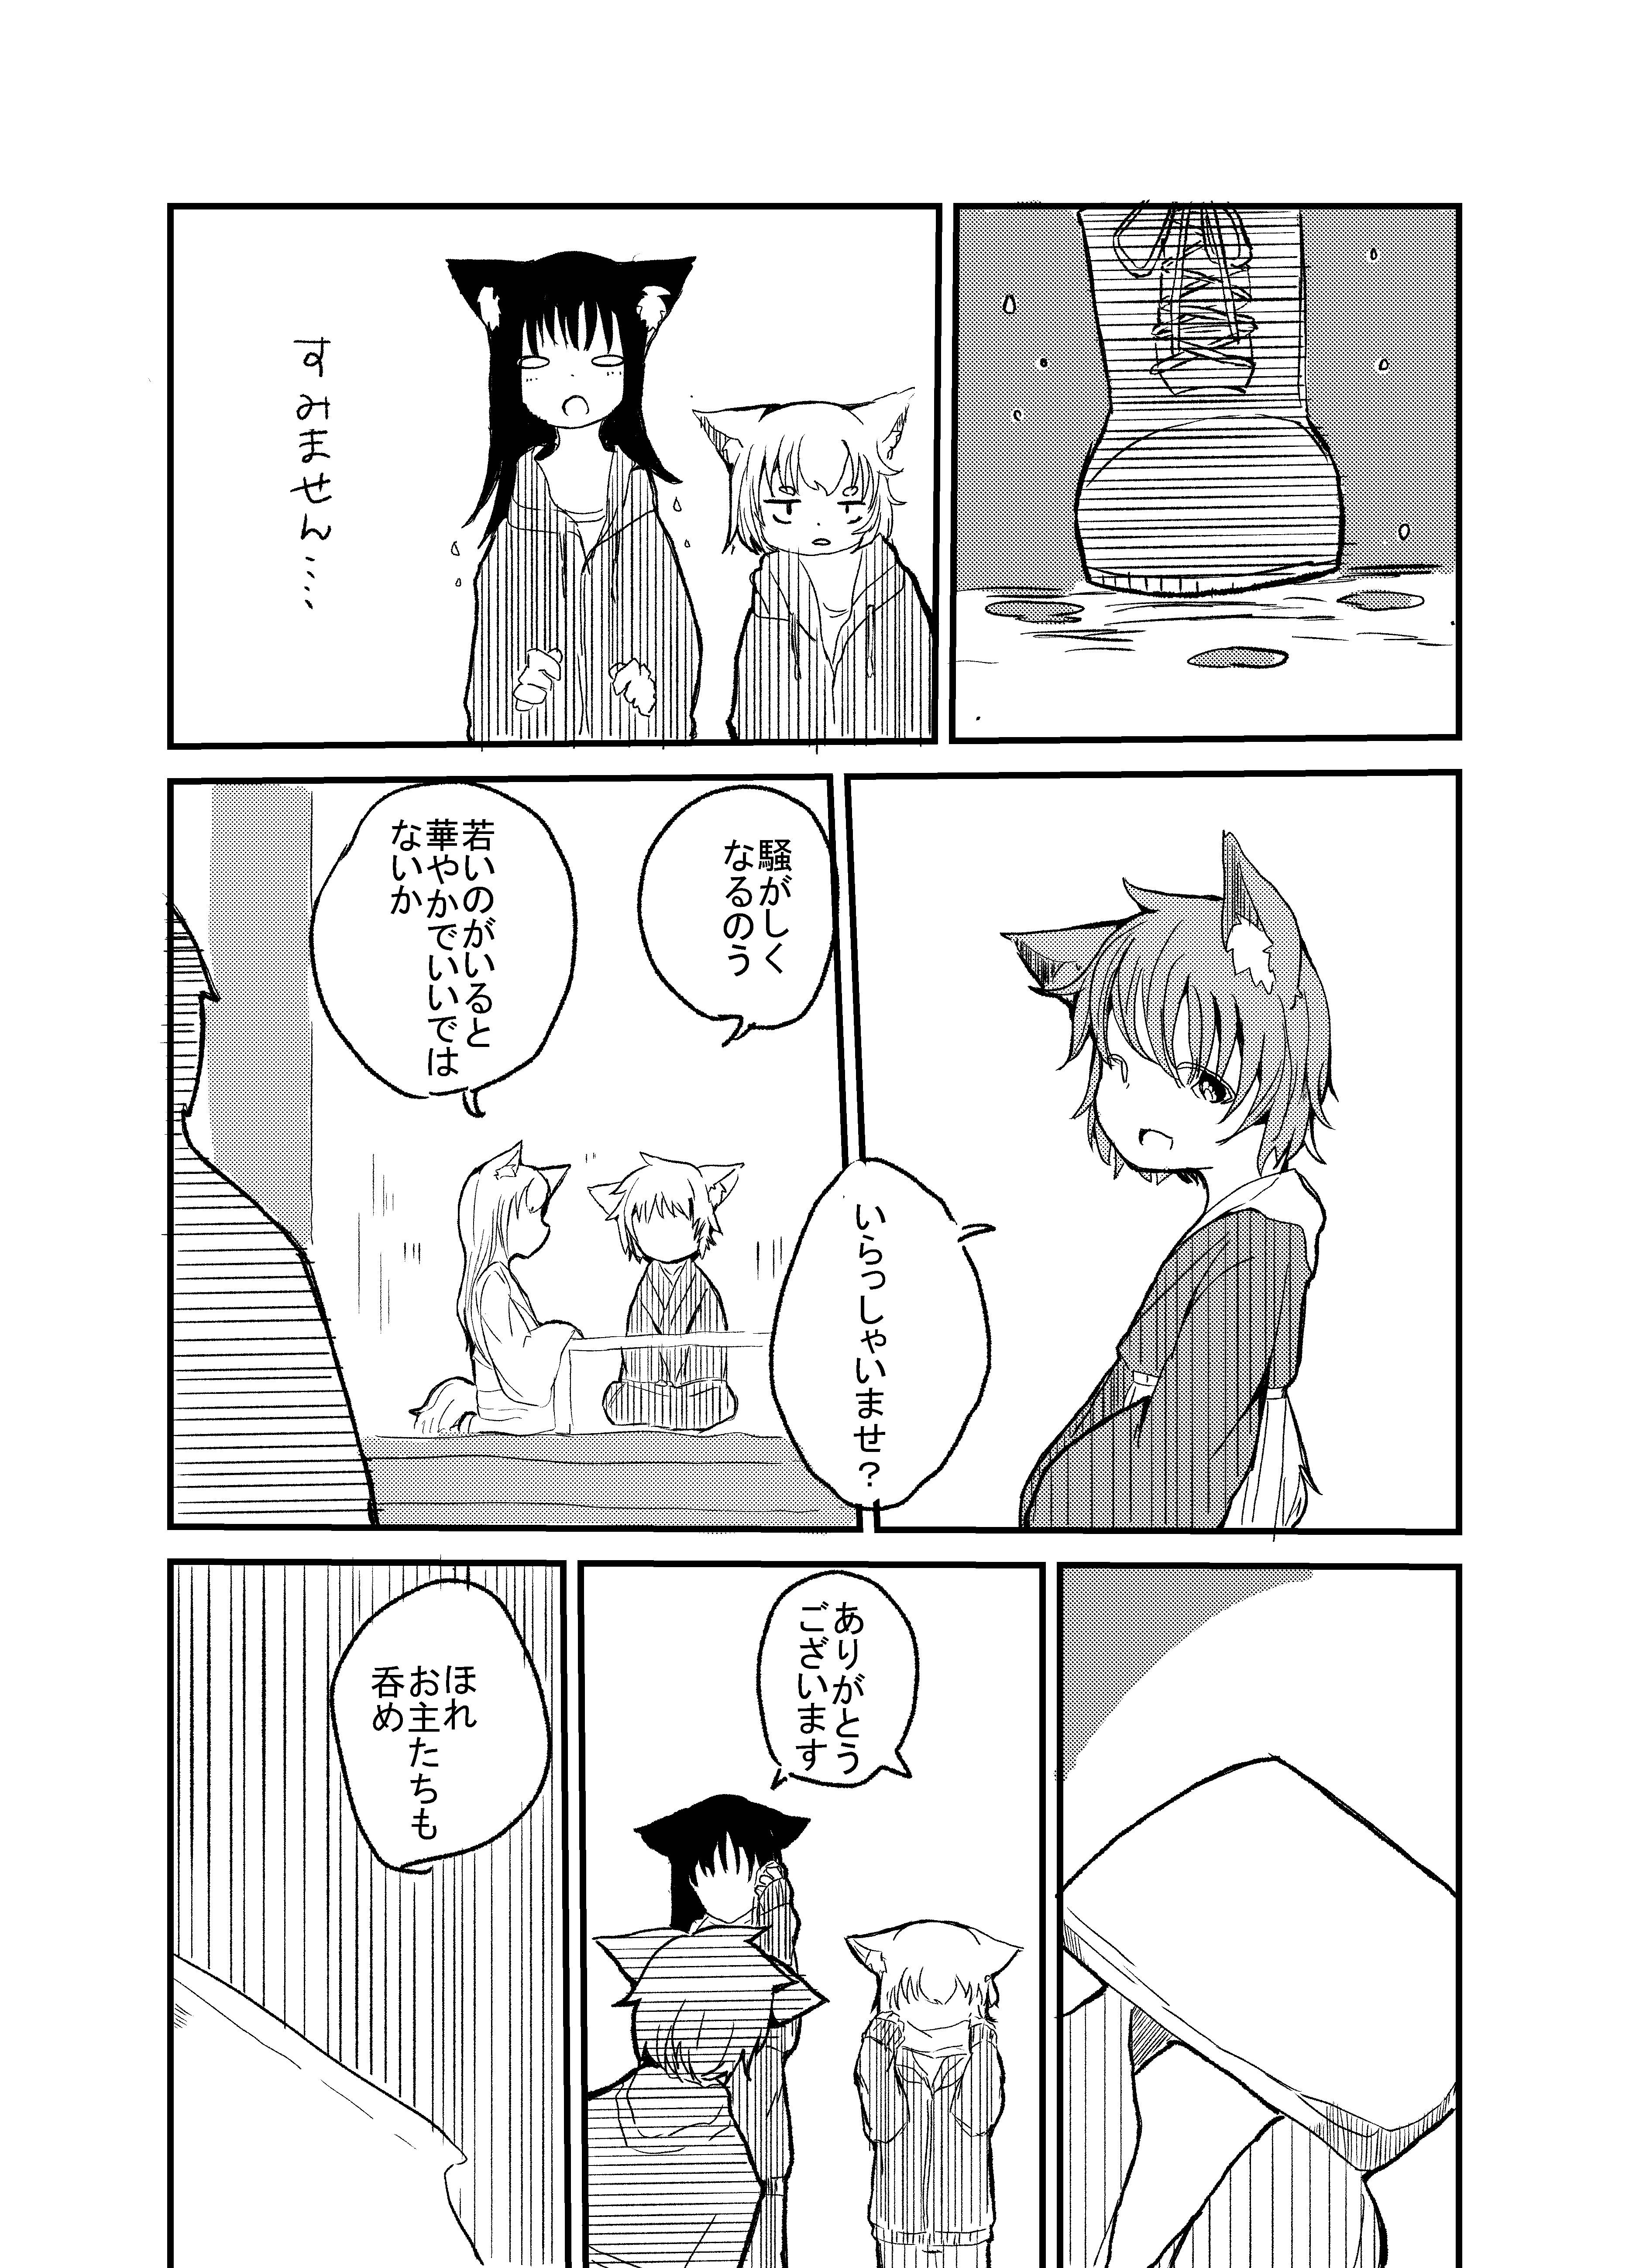 すみません……
いらっしゃいませ？
騒がしく
なるのう
若いのがいると
華やかでいいでは
ないか
ありがとう
ございます
ほれ
お主たちも
呑め